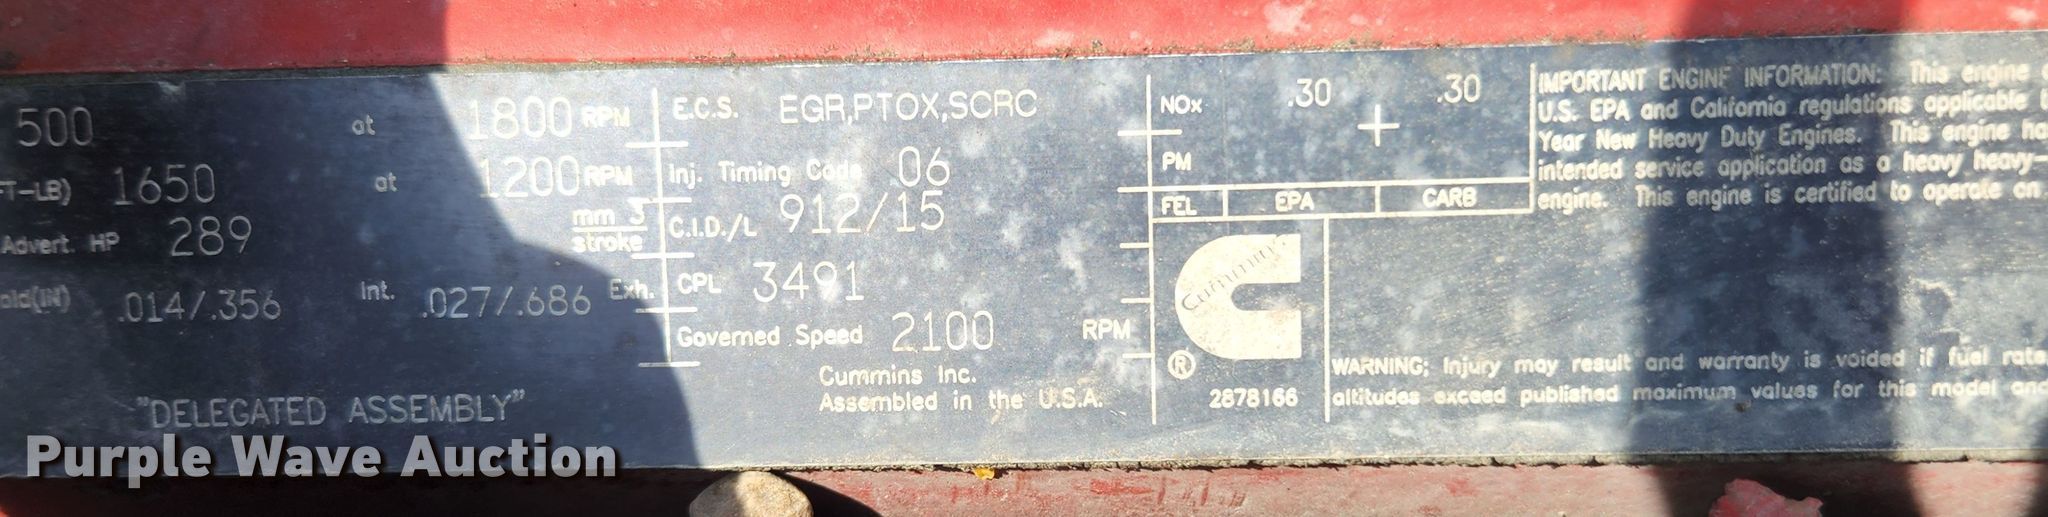 500 at 1800 RPM
FT-LB) 1650 at 1200 RPM
Advert. HP 289 mm 3
stroke
old(IN) .014/.356 Int. .027/.686 Exh.
"DELEGATED ASSEMBLY"
E.C.S. EGR,PTOX,SCRC
Inj. Timing Code 06
C.I.D./L 912/15
CPL 3491
Governed Speed 2100 RPM
Cummins Inc.
Assembled in the U.S.A.
NOx .30 .30
PM
FEL EPA CARB
Cummins
®
2878166
IMPORTANT ENGINE INFORMATION: This engine
U.S. EPA and California regulations applicable
Year New Heavy Duty Engines. This engine ha
intended service application as a heavy heavy-
engine. This engine is certified to operate on
WARNING; Injury may result and warranty is voided if fuel rate
altitudes exceed published maximum values for this model and
Purple Wave Auction